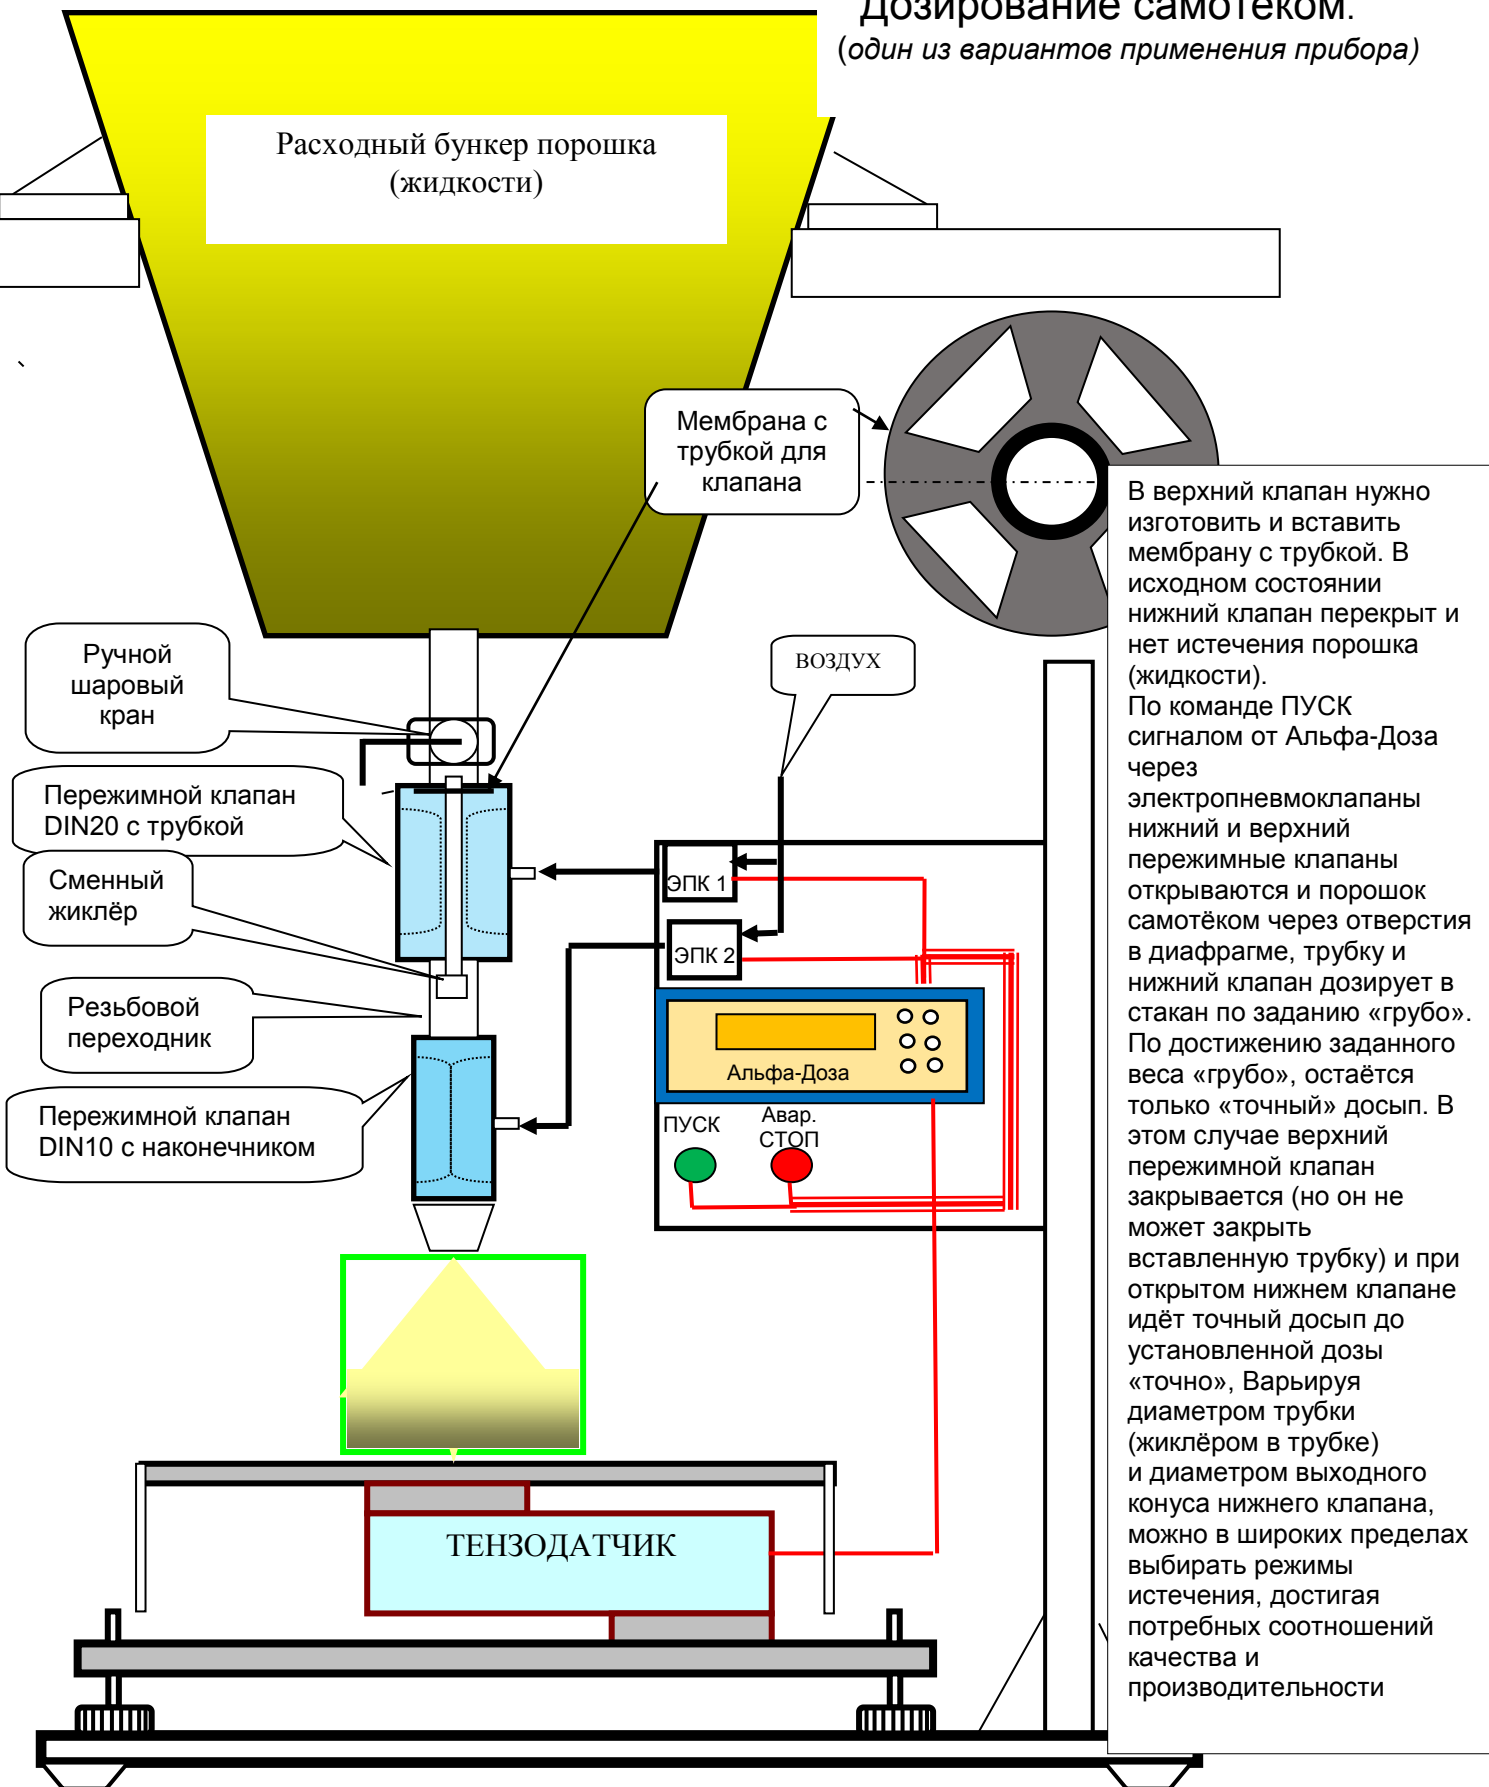 Дозирование самотёком.
(один из вариантов применения прибора)
Расходный бункер порошка
(жидкости)
Мембрана с
трубкой для
клапана
Ручной
шаровый
кран
ВОЗДУХ
Пережимной клапан
DIN20 с трубкой
Сменный
жиклёр
Резьбовой
переходник
Пережимной клапан
DIN10 с наконечником
ЭПК 1
ЭПК 2
Альфа-Доза
ПУСК
Авар.
СТОП
ТЕНЗОДАТЧИК
В верхний клапан нужно
изготовить и вставить
мембрану с трубкой. В
исходном состоянии
нижний клапан перекрыт и
нет истечения порошка
(жидкости).
По команде ПУСК
сигналом от Альфа-Доза
через
электропневмоклапаны
нижний и верхний
пережимные клапаны
открываются и порошок
самотёком через отверстия
в диафрагме, трубку и
нижний клапан дозирует в
стакан по заданию «грубо».
По достижению заданного
веса «грубо», остаётся
только «точный» досып. В
этом случае верхний
пережимной клапан
закрывается (но он не
может закрыть
вставленную трубку) и при
открытом нижнем клапане
идёт точный досып до
установленной дозы
«точно», Варьируя
диаметром трубки
(жиклёром в трубке)
и диаметром выходного
конуса нижнего клапана,
можно в широких пределах
выбирать режимы
истечения, достигая
потребных соотношений
качества и
производительности